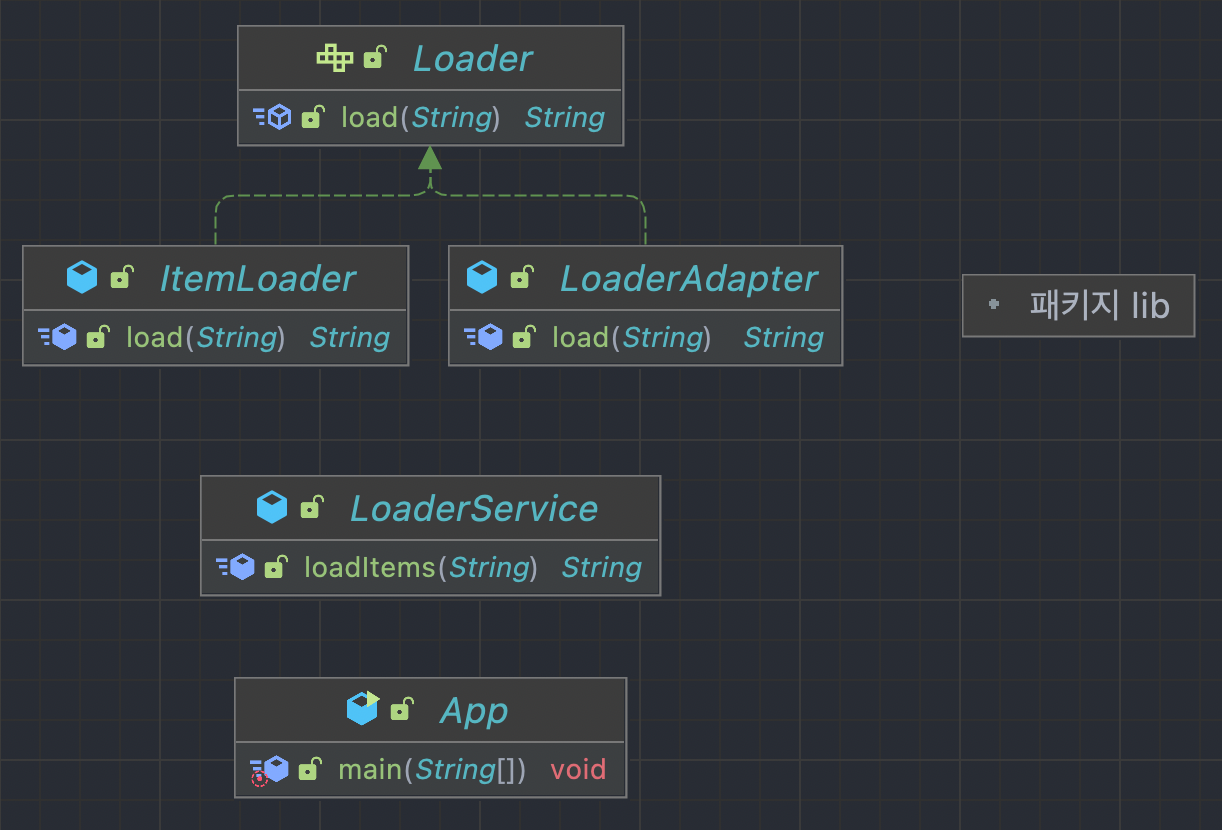 Loader
load(String) String
ItemLoader
load(String) String
LoaderAdapter
load(String) String
패키지 lib
LoaderService
loadItems(String) String
App
main(String[]) void